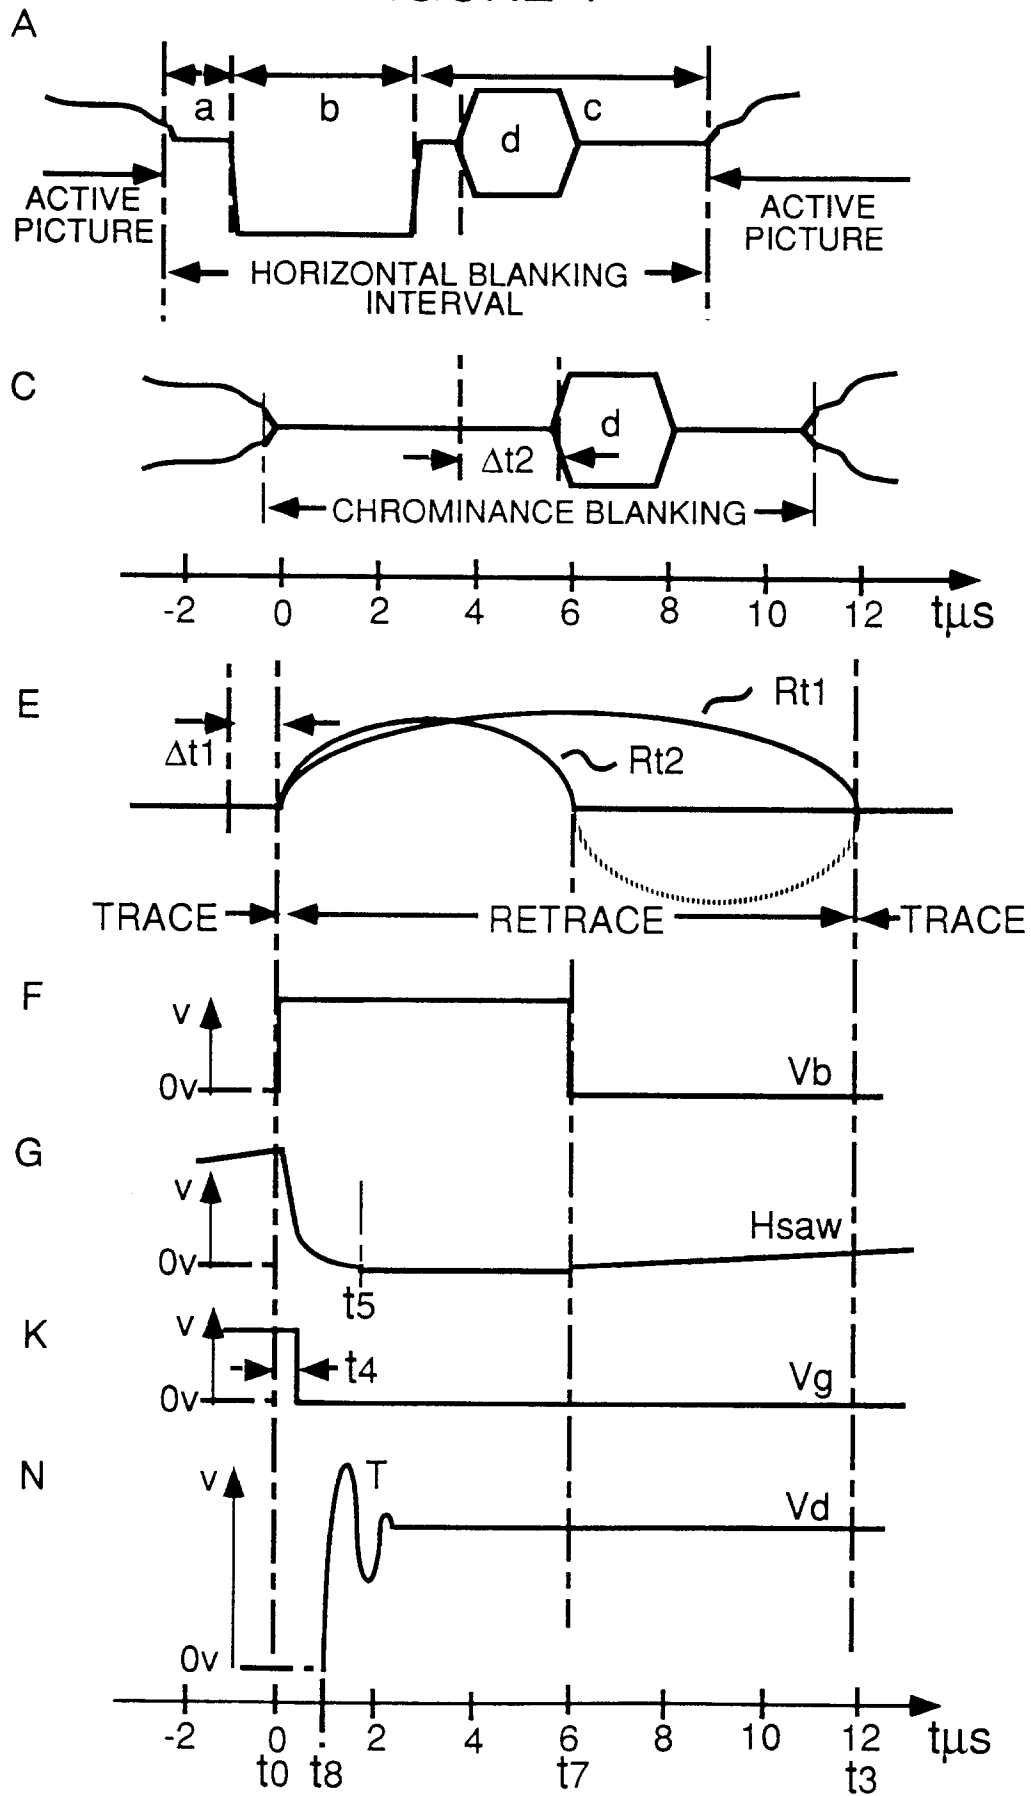 A
a
b
c
d
ACTIVE
PICTURE
ACTIVE
PICTURE
HORIZONTAL BLANKING
INTERVAL
C
d
Δt2
CHROMINANCE BLANKING
-2 0 2 4 6 8 10 12 tμs
E
Rt1
Δt1
Rt2
TRACE RETRACE TRACE
F
v
0v
Vb
G
v
Hsaw
0v
t5
K
v
t4
Vg
0v
N
v
T
Vd
0v
-2 0 2 4 6 8 10 12 tμs
t0 t8 t7 t3